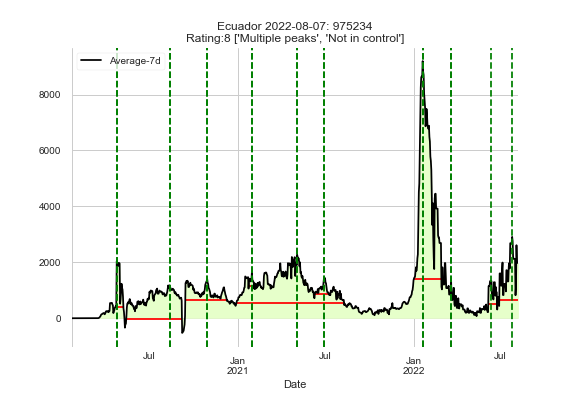 Ecuador 2022-08-07: 975234
Rating:8 ['Multiple peaks', 'Not in control']
Average-7d
8000
6000
4000
2000
0
Jul
Jan
2021
Jul
Jan
2022
Jul
Date